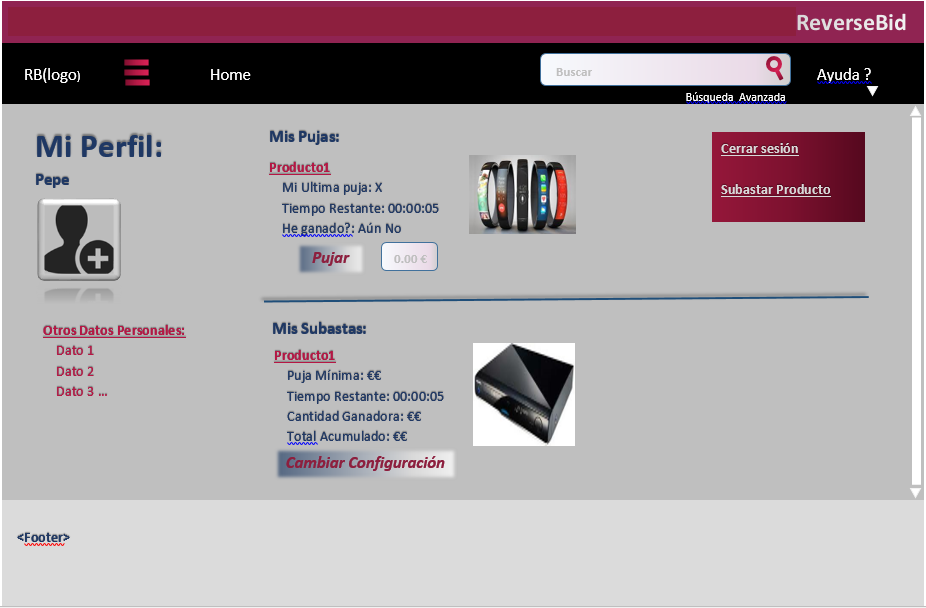 ReverseBid
RB(logo)
Home
Buscar
Ayuda ?
Búsqueda Avanzada
Mi Perfil:
Pepe
Otros Datos Personales:
Dato 1
Dato 2
Dato 3 ...
Mis Pujas:
Producto1
Mi Ultima puja: X
Tiempo Restante: 00:00:05
He ganado?: Aún No
Pujar
0.00 €
Mis Subastas:
Producto1
Puja Mínima: €€
Tiempo Restante: 00:00:05
Cantidad Ganadora: €€
Total Acumulado: €€
Cambiar Configuración
Cerrar sesión
Subastar Producto
<Footer>